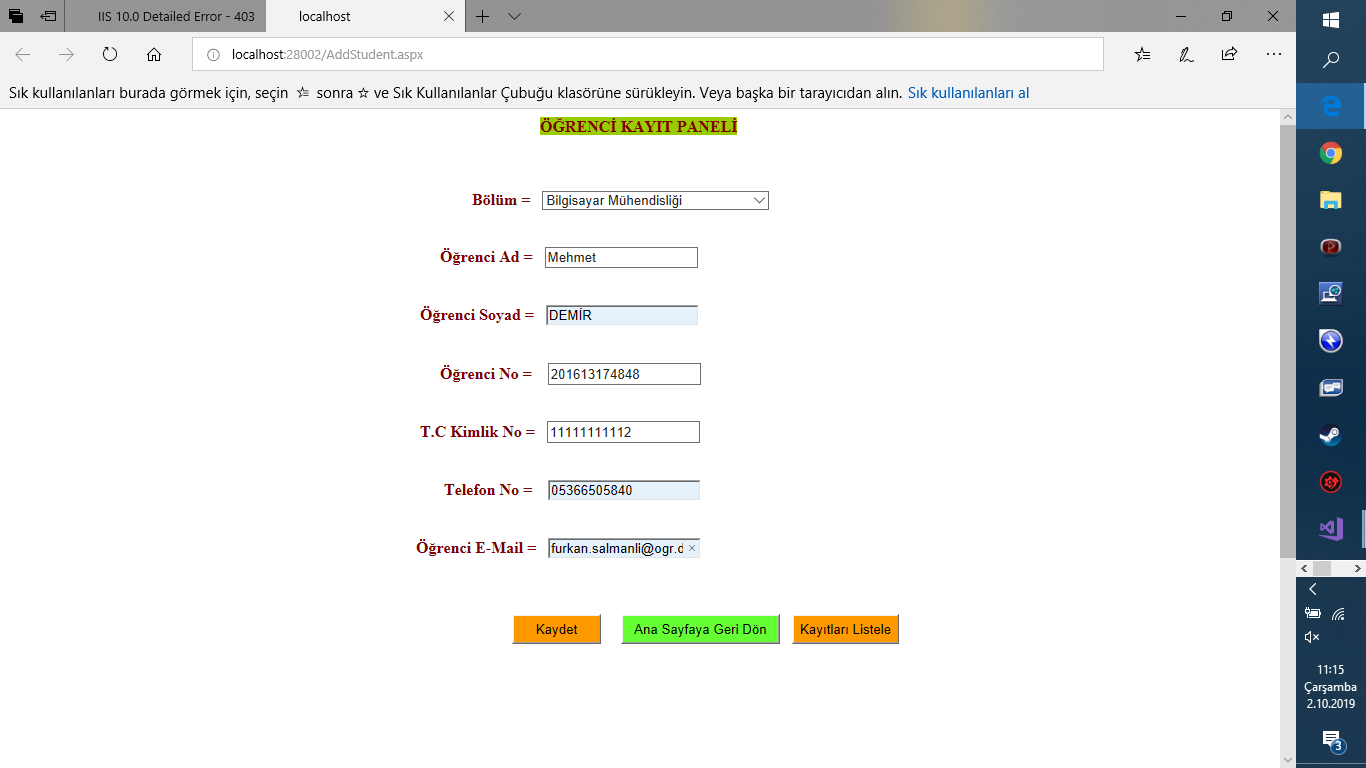 IIS 10.0 Detailed Error - 403
localhost
localhost:28002/AddStudent.aspx
Sık kullanılanları burada görmek için, seçin sonra ve Sık Kullanılanlar Çubuğu klasörüne sürükleyin. Veya başka bir tarayıcıdan alın. Sık kullanılanları al
ÖĞRENCİ KAYIT PANELİ
Bölüm = Bilgisayar Mühendisliği
Öğrenci Ad = Mehmet
Öğrenci Soyad = DEMİR
Öğrenci No = 201613174848
T.C Kimlik No = 11111111112
Telefon No = 05366505840
Öğrenci E-Mail = furkan.salmanli@ogr.d
Kaydet Ana Sayfaya Geri Dön Kayıtları Listele
11:15
Çarşamba
2.10.2019
3